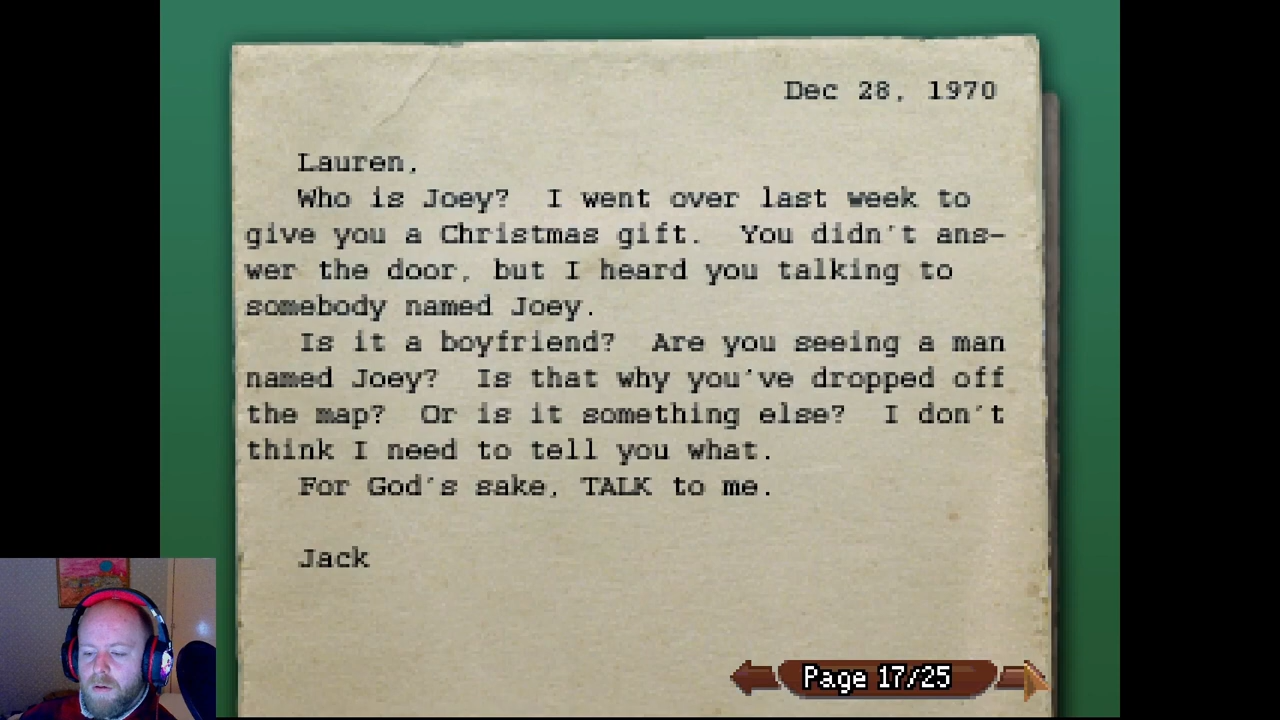 Dec 28, 1970
Lauren,
Who is Joey? I went over last week to
give you a Christmas gift. You didn't ans-
wer the door, but I heard you talking to
somebody named Joey.
Is it a boyfriend? Are you seeing a man
named Joey? Is that why you've dropped off
the map? Or is it something else? I don't
think I need to tell you what.
For God's sake, TALK to me.
Jack
Page 17/25